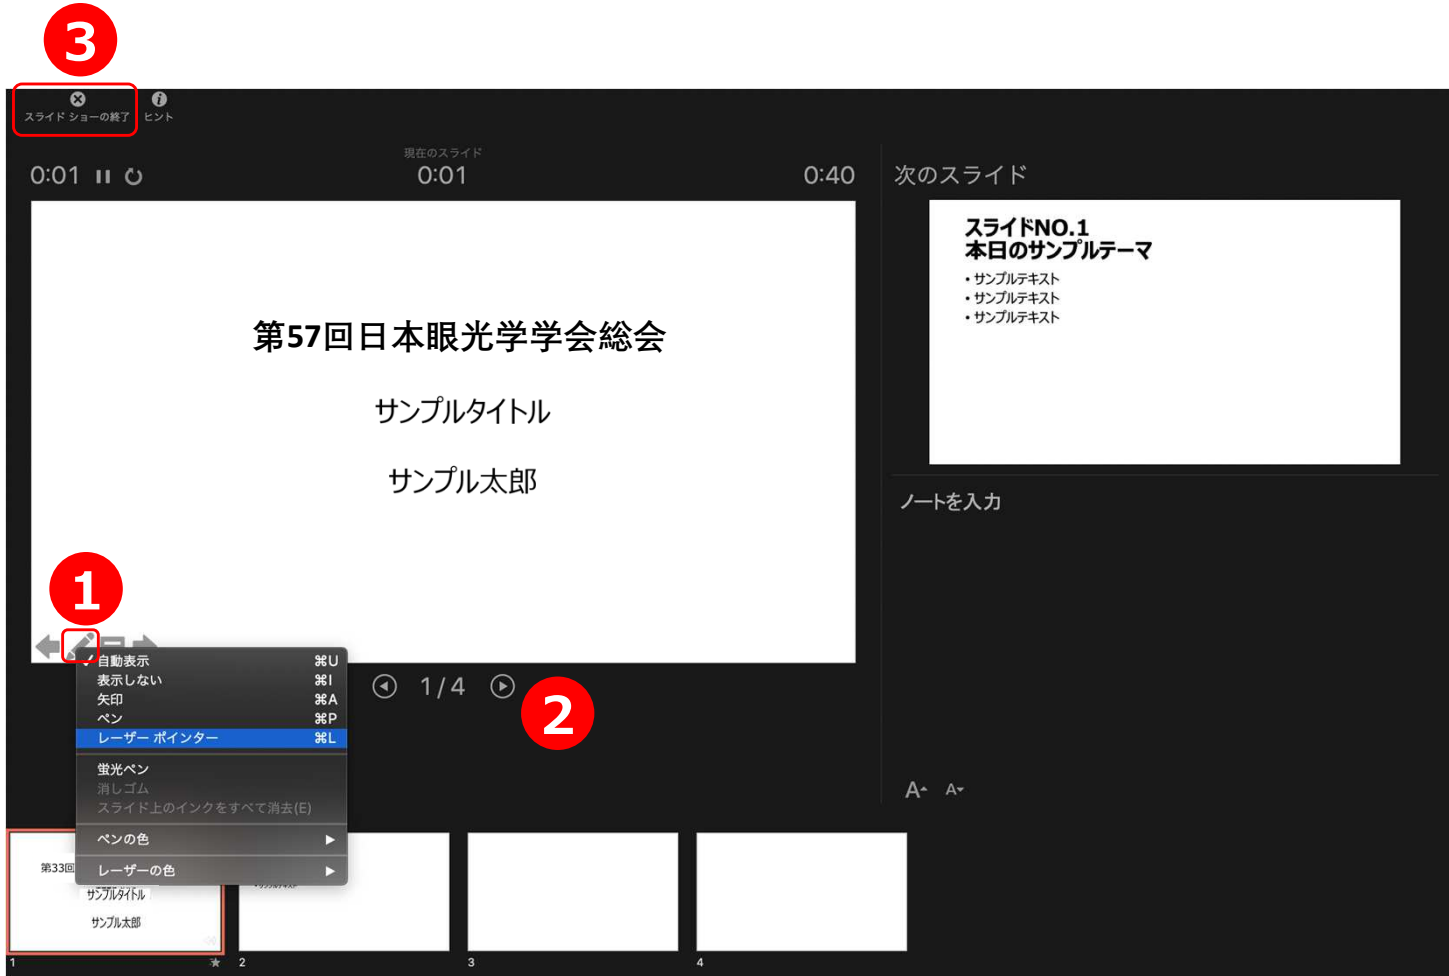 3
スライド ショーの終了
ヒント
0:01
現在のスライド
0:01
0:40
次のスライド
第57回日本眼光学学会総会
サンプルタイトル
サンプル太郎
スライドNO.1
本日のサンプルテーマ
• サンプルテキスト
• サンプルテキスト
• サンプルテキスト
ノートを入力
1
✓ 自動表示 ⌘U
表示しない ⌘I
矢印 ⌘A
ペン ⌘P
レーザー ポインター ⌘L
蛍光ペン
消しゴム
スライド上のインクをすべて消去(E)
ペンの色
レーザーの色
1/4
2
A A
第33回
サンプルタイトル
サンプル太郎
1
2
3
4